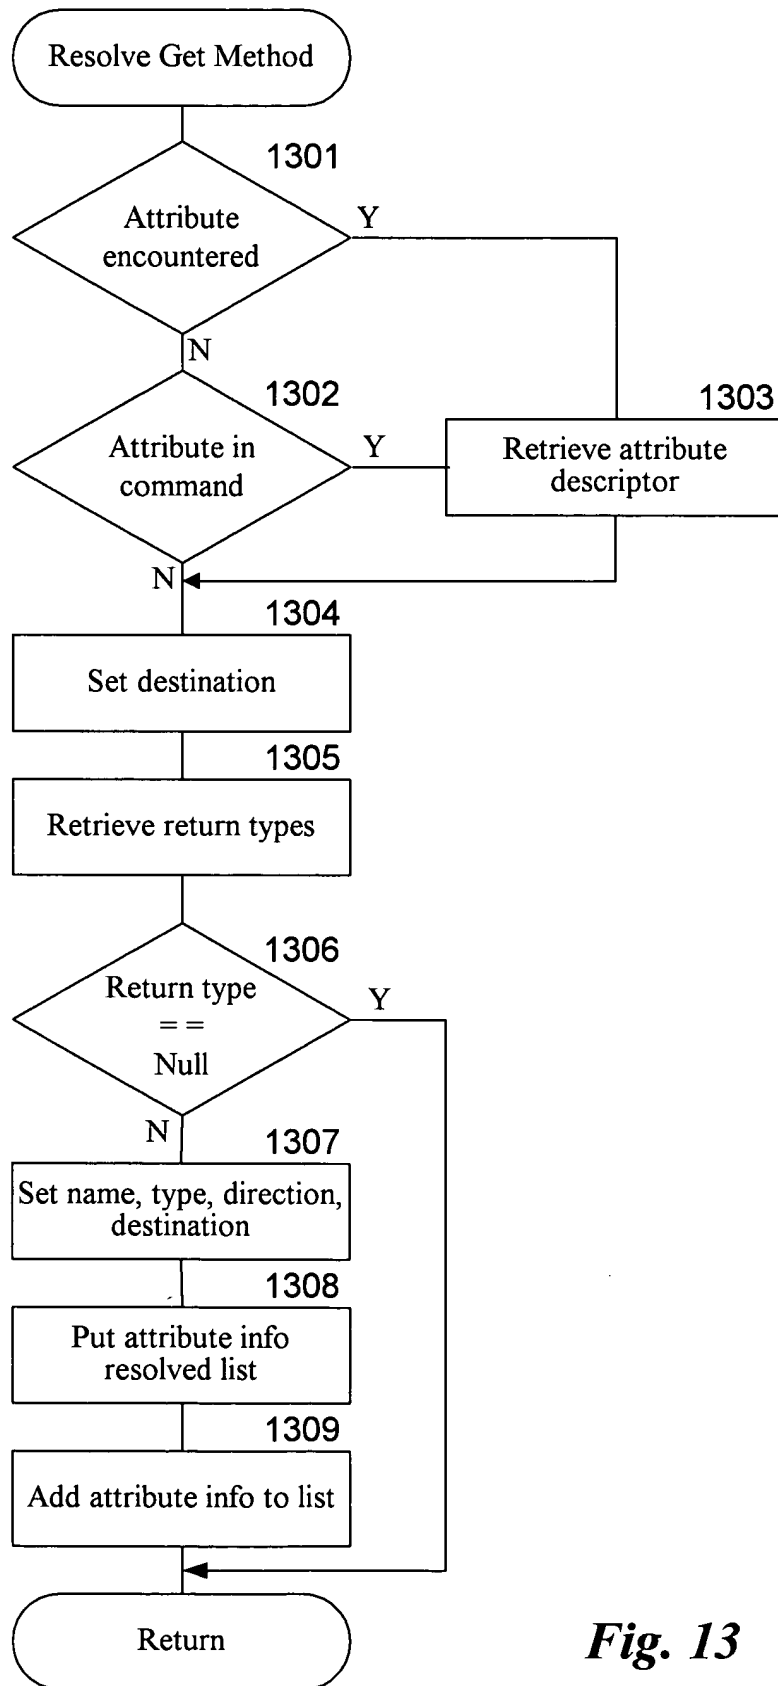 Resolve Get Method
1301
Attribute
encountered
Y
N
1302
Attribute in
command
Y
1303
Retrieve attribute
descriptor
N
1304
Set destination
1305
Retrieve return types
1306
Return type
= =
Null
Y
N
1307
Set name, type, direction,
destination
1308
Put attribute info
resolved list
1309
Add attribute info to list
Return
Fig. 13